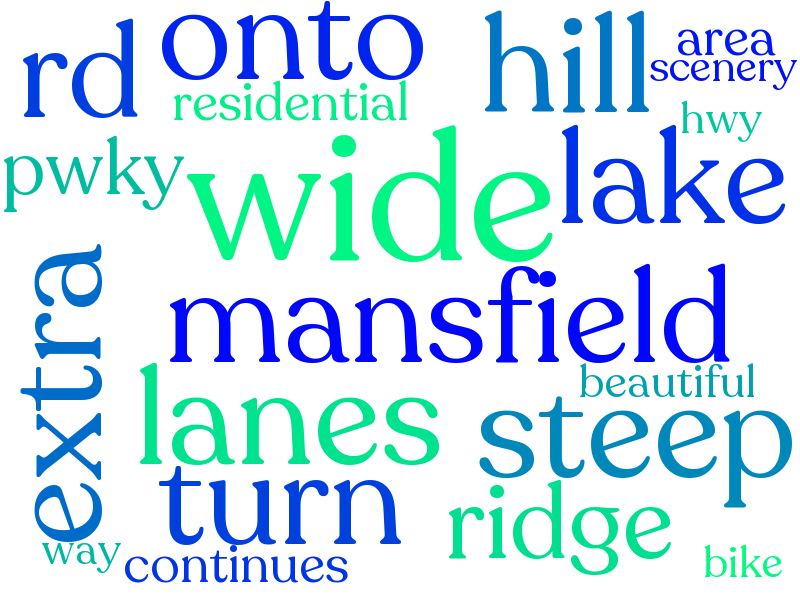 rd
onto
hill
area
scenery
residential
hwy
pwky
wide
lake
extra
mansfield
beautiful
lanes
steep
turn
ridge
way
continues
bike